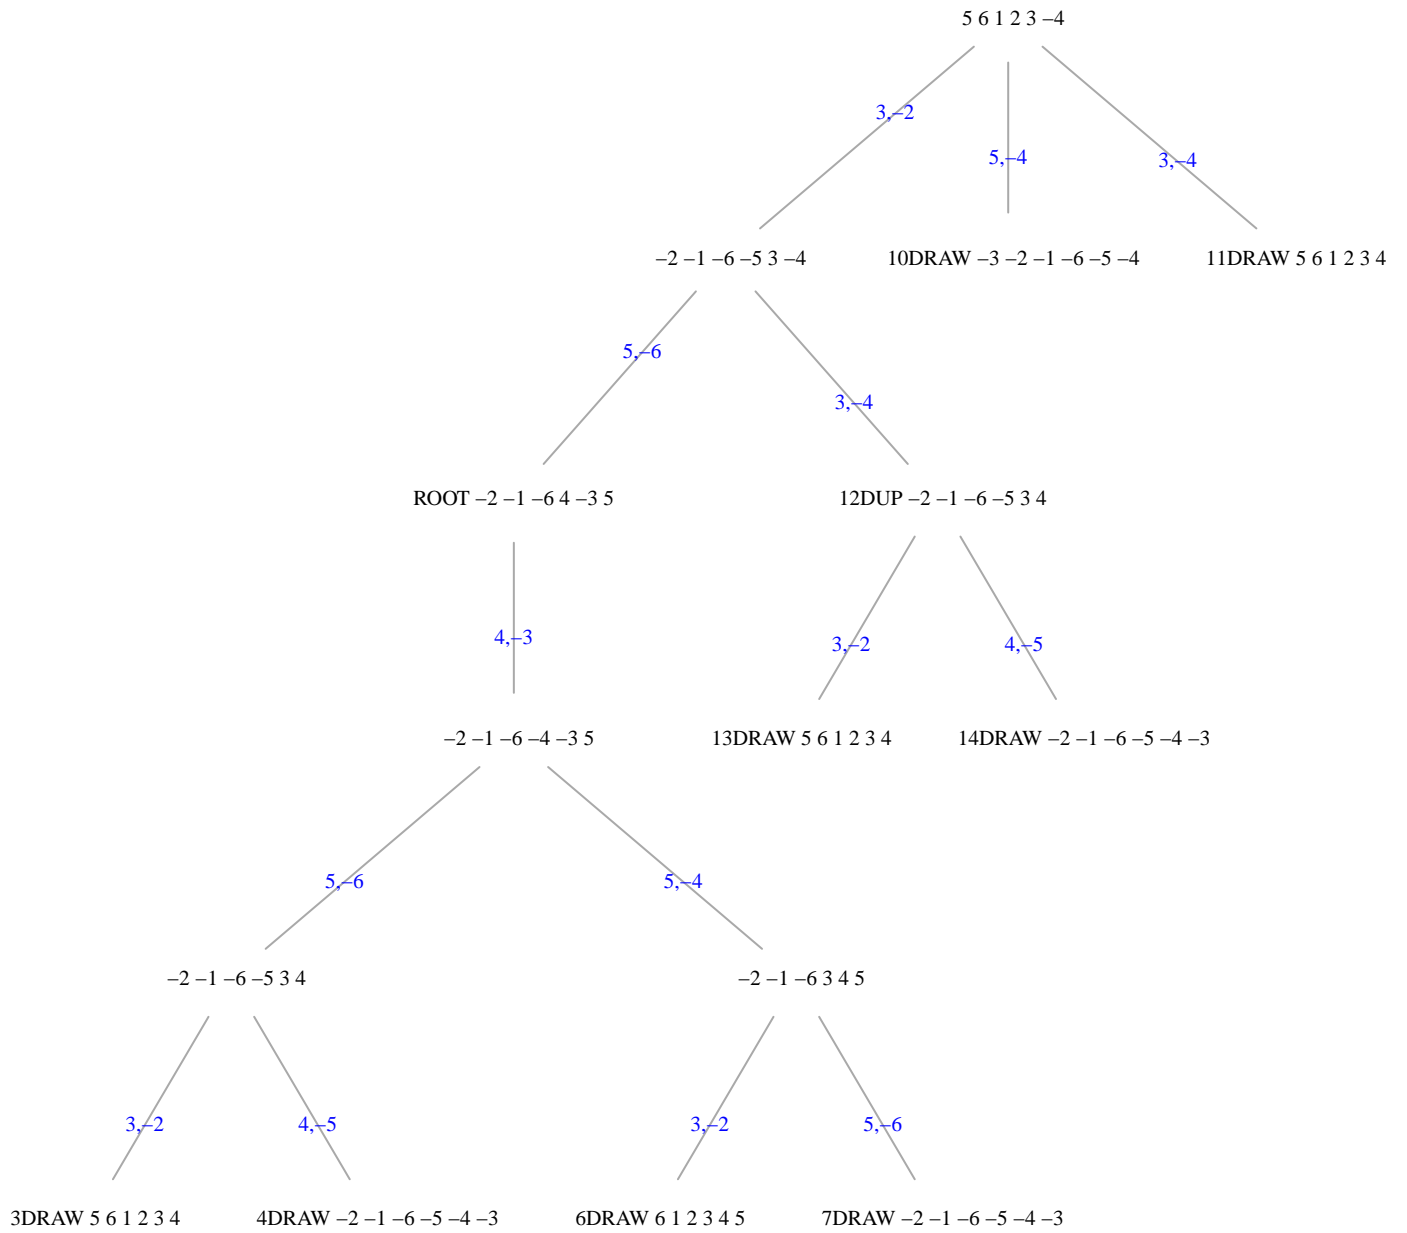 5 6 1 2 3 –4
3,–2
5,–4
3,–4
–2 –1 –6 –5 3 –4
10DRAW –3 –2 –1 –6 –5 –4
11DRAW 5 6 1 2 3 4
5,–6
3,–4
ROOT –2 –1 –6 4 –3 5
12DUP –2 –1 –6 –5 3 4
4,–3
3,–2
4,–5
–2 –1 –6 –4 –3 5
13DRAW 5 6 1 2 3 4
14DRAW –2 –1 –6 –5 –4 –3
5,–6
5,–4
–2 –1 –6 –5 3 4
–2 –1 –6 3 4 5
3,–2
4,–5
3,–2
5,–6
3DRAW 5 6 1 2 3 4
4DRAW –2 –1 –6 –5 –4 –3
6DRAW 6 1 2 3 4 5
7DRAW –2 –1 –6 –5 –4 –3